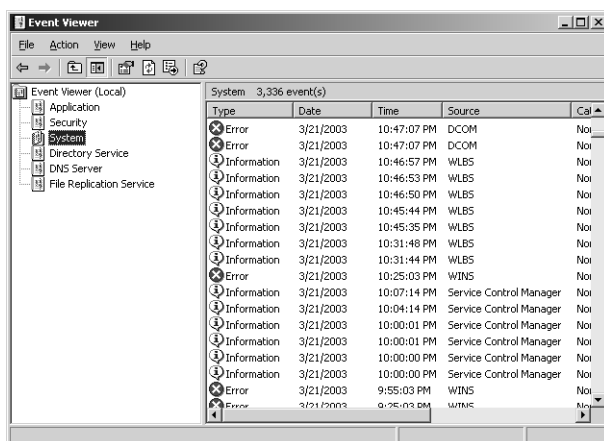 Event Viewer
File Action View Help
Event Viewer (Local)
Application
Security
System
Directory Service
DNS Server
File Replication Service
System 3,336 event(s)
Type Date Time Source
Error 3/21/2003 10:47:07 PM DCOM
Error 3/21/2003 10:47:07 PM DCOM
Information 3/21/2003 10:46:57 PM WLBS
Information 3/21/2003 10:46:53 PM WLBS
Information 3/21/2003 10:46:50 PM WLBS
Information 3/21/2003 10:45:44 PM WLBS
Information 3/21/2003 10:45:35 PM WLBS
Information 3/21/2003 10:31:48 PM WLBS
Information 3/21/2003 10:31:44 PM WLBS
Error 3/21/2003 10:25:03 PM WINS
Information 3/21/2003 10:07:14 PM Service Control Manager
Information 3/21/2003 10:04:14 PM Service Control Manager
Information 3/21/2003 10:00:01 PM Service Control Manager
Information 3/21/2003 10:00:01 PM Service Control Manager
Information 3/21/2003 10:00:00 PM Service Control Manager
Information 3/21/2003 10:00:00 PM Service Control Manager
Error 3/21/2003 9:55:03 PM WINS
Error 3/21/2003 9:25:03 PM WINS